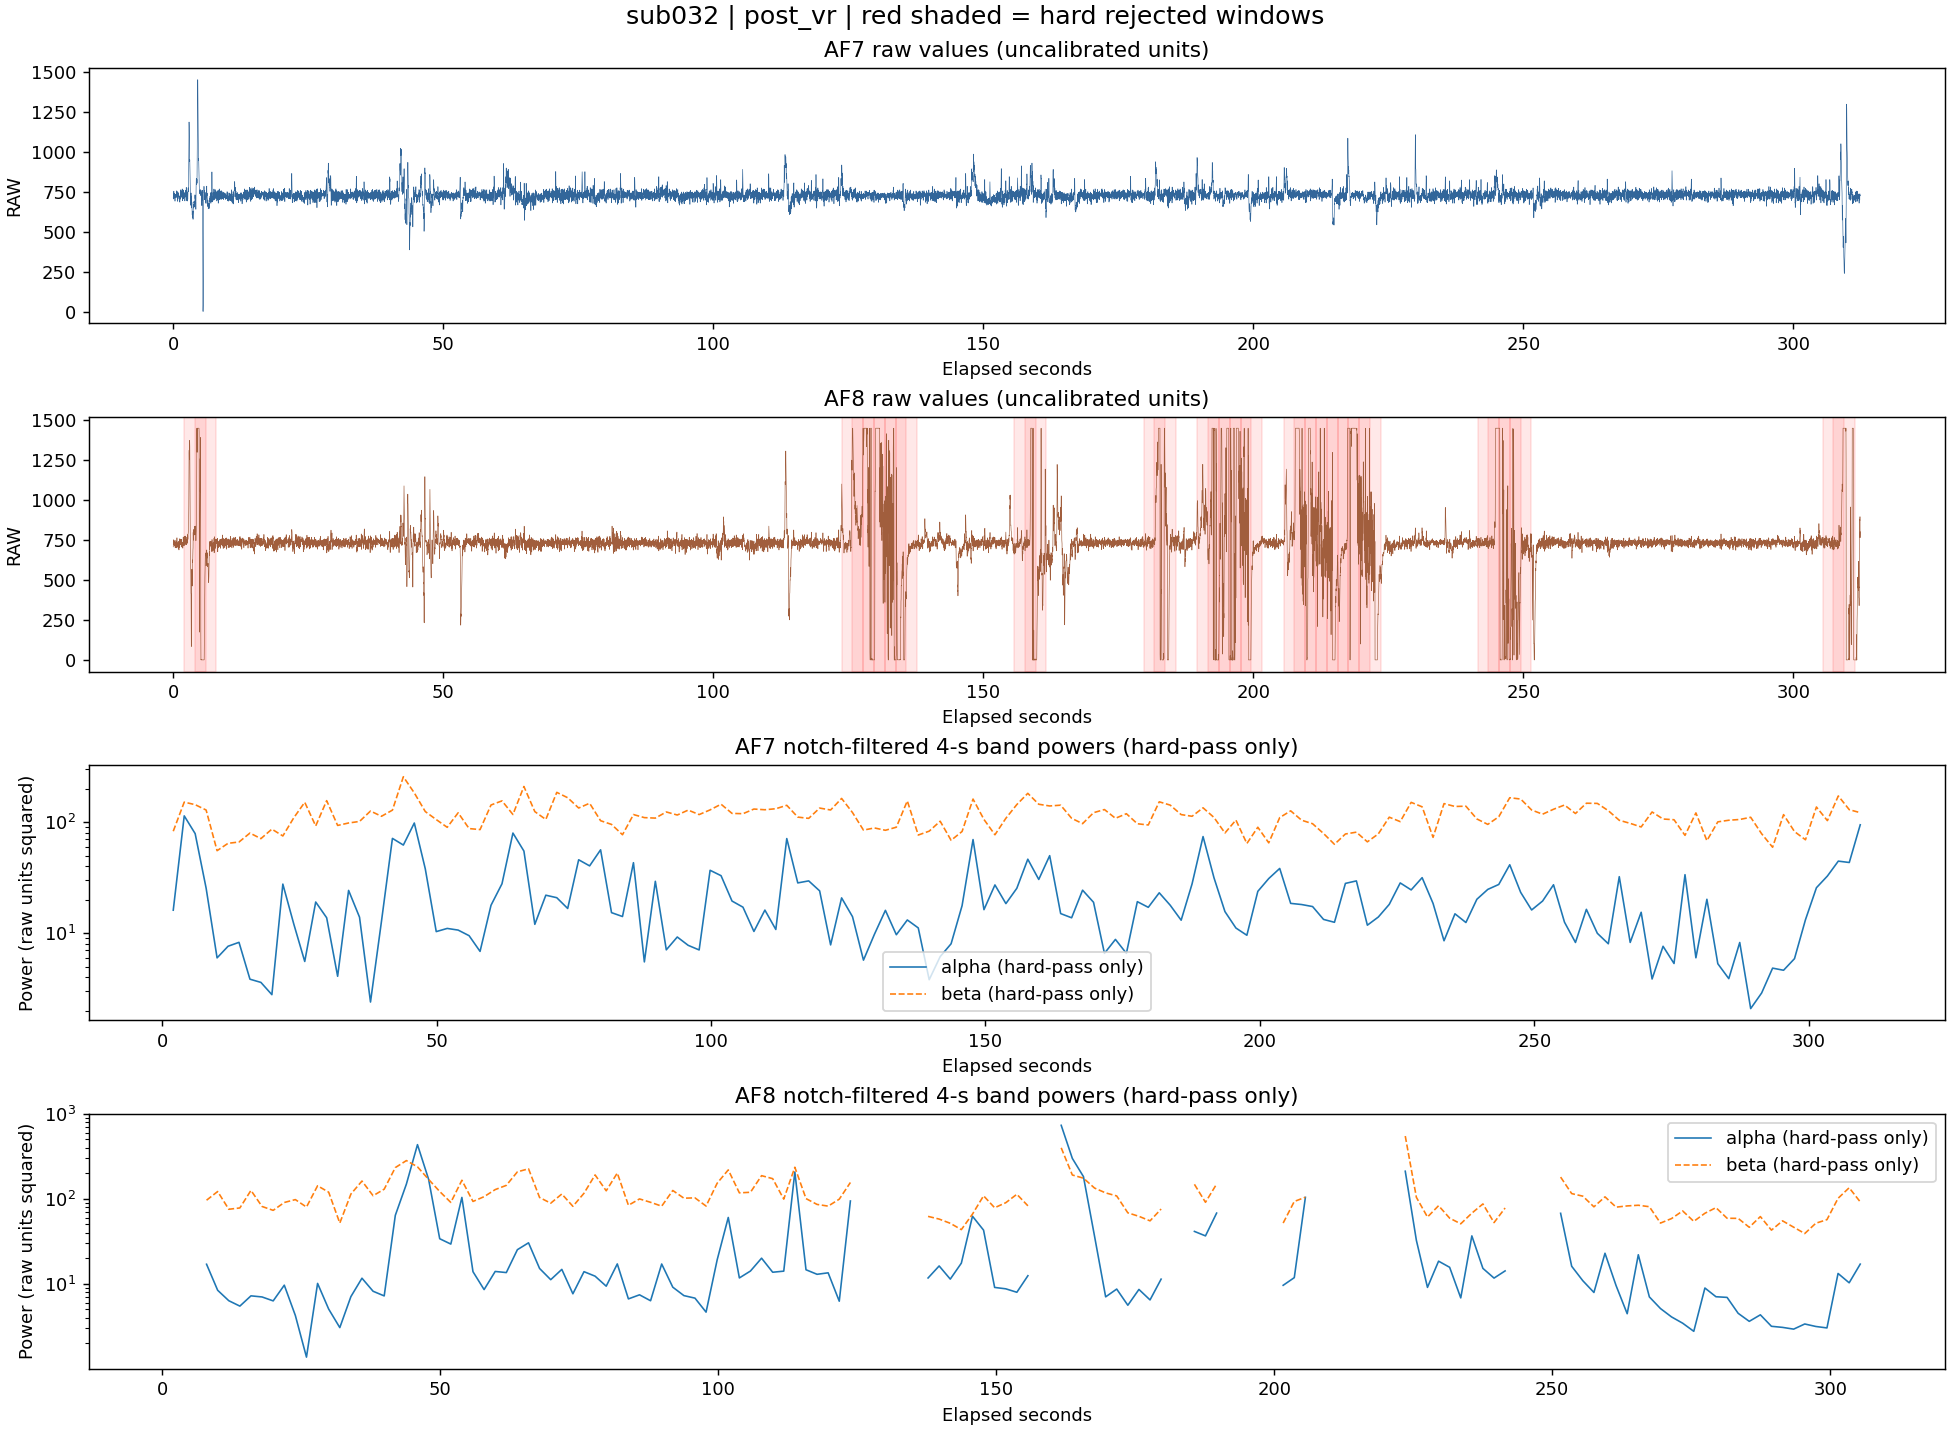 sub032 | post_vr | red shaded = hard rejected windows
AF7 raw values (uncalibrated units)
1500
1250
1000
750
500
250
0
RAW
0 50 100 150 200 250 300
Elapsed seconds
AF8 raw values (uncalibrated units)
1500
1250
1000
750
500
250
0
RAW
0 50 100 150 200 250 300
Elapsed seconds
AF7 notch-filtered 4-s band powers (hard-pass only)
10²
10¹
Power (raw units squared)
alpha (hard-pass only)
beta (hard-pass only)
0 50 100 150 200 250 300
Elapsed seconds
AF8 notch-filtered 4-s band powers (hard-pass only)
10³
10²
10¹
Power (raw units squared)
alpha (hard-pass only)
beta (hard-pass only)
0 50 100 150 200 250 300
Elapsed seconds